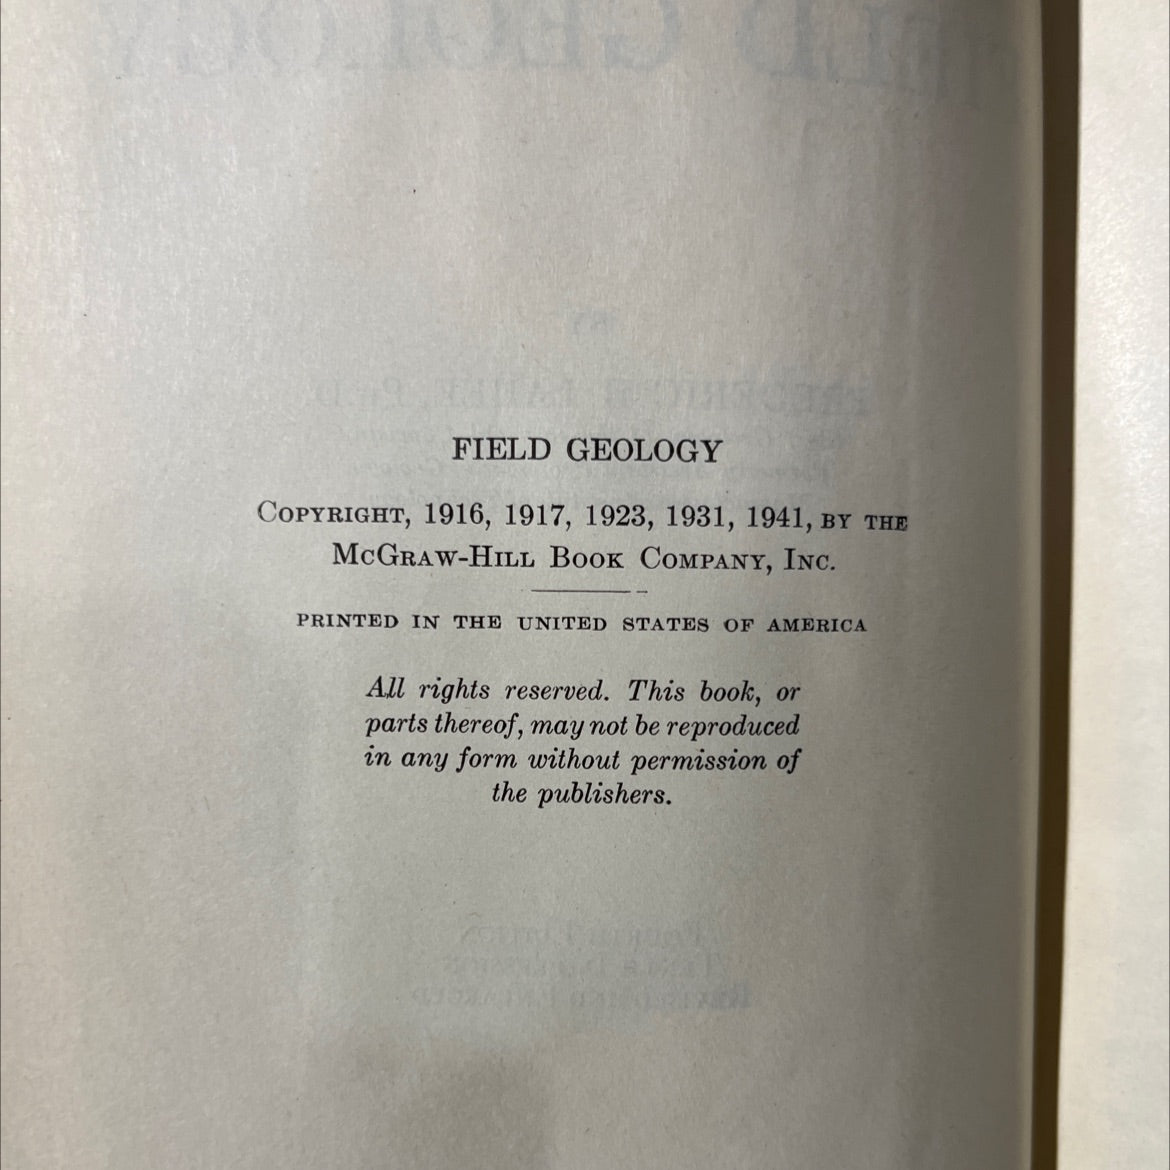 FIELD GEOLOGY
COPYRIGHT, 1916, 1917, 1923, 1931, 1941, BY THE
MCGRAW-HILL BOOK COMPANY, INC.
PRINTED IN THE UNITED STATES OF AMERICA
All rights reserved. This book, or
parts thereof, may not be reproduced
in any form without permission of
the publishers.